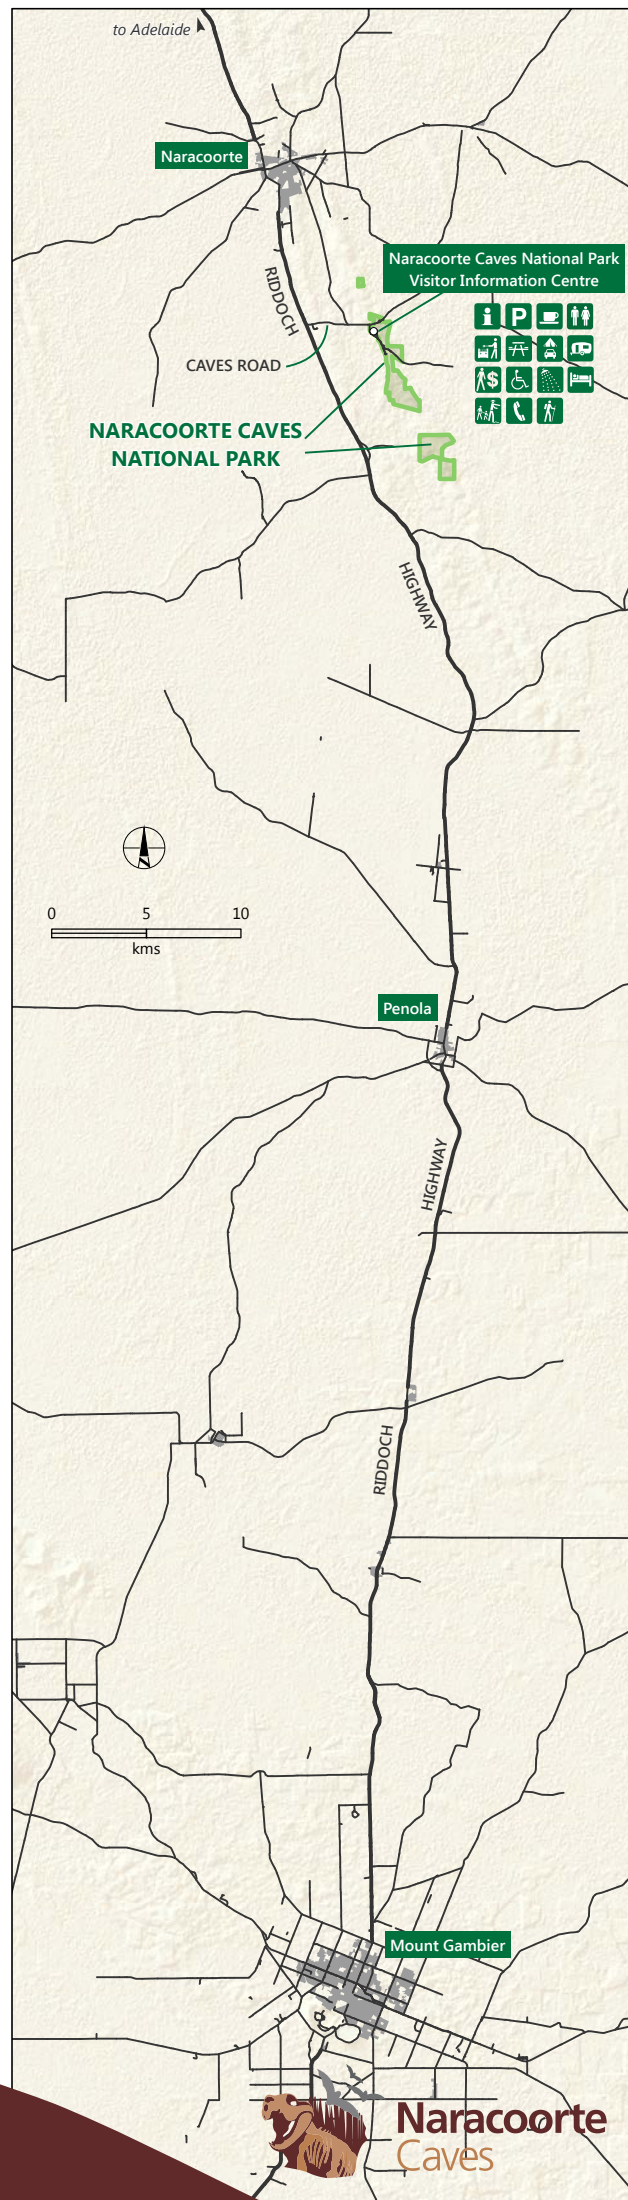 to Adelaide
Naracoorte
Naracoorte Caves National Park
Visitor Information Centre
RIDDOCH
P
CAVES ROAD
$
NARACOORTE CAVES
NATIONAL PARK
HIGHWAY
N
0 5 10
kms
Penola
HIGHWAY
RIDDOCH
Mount Gambier
Naracoorte
Caves